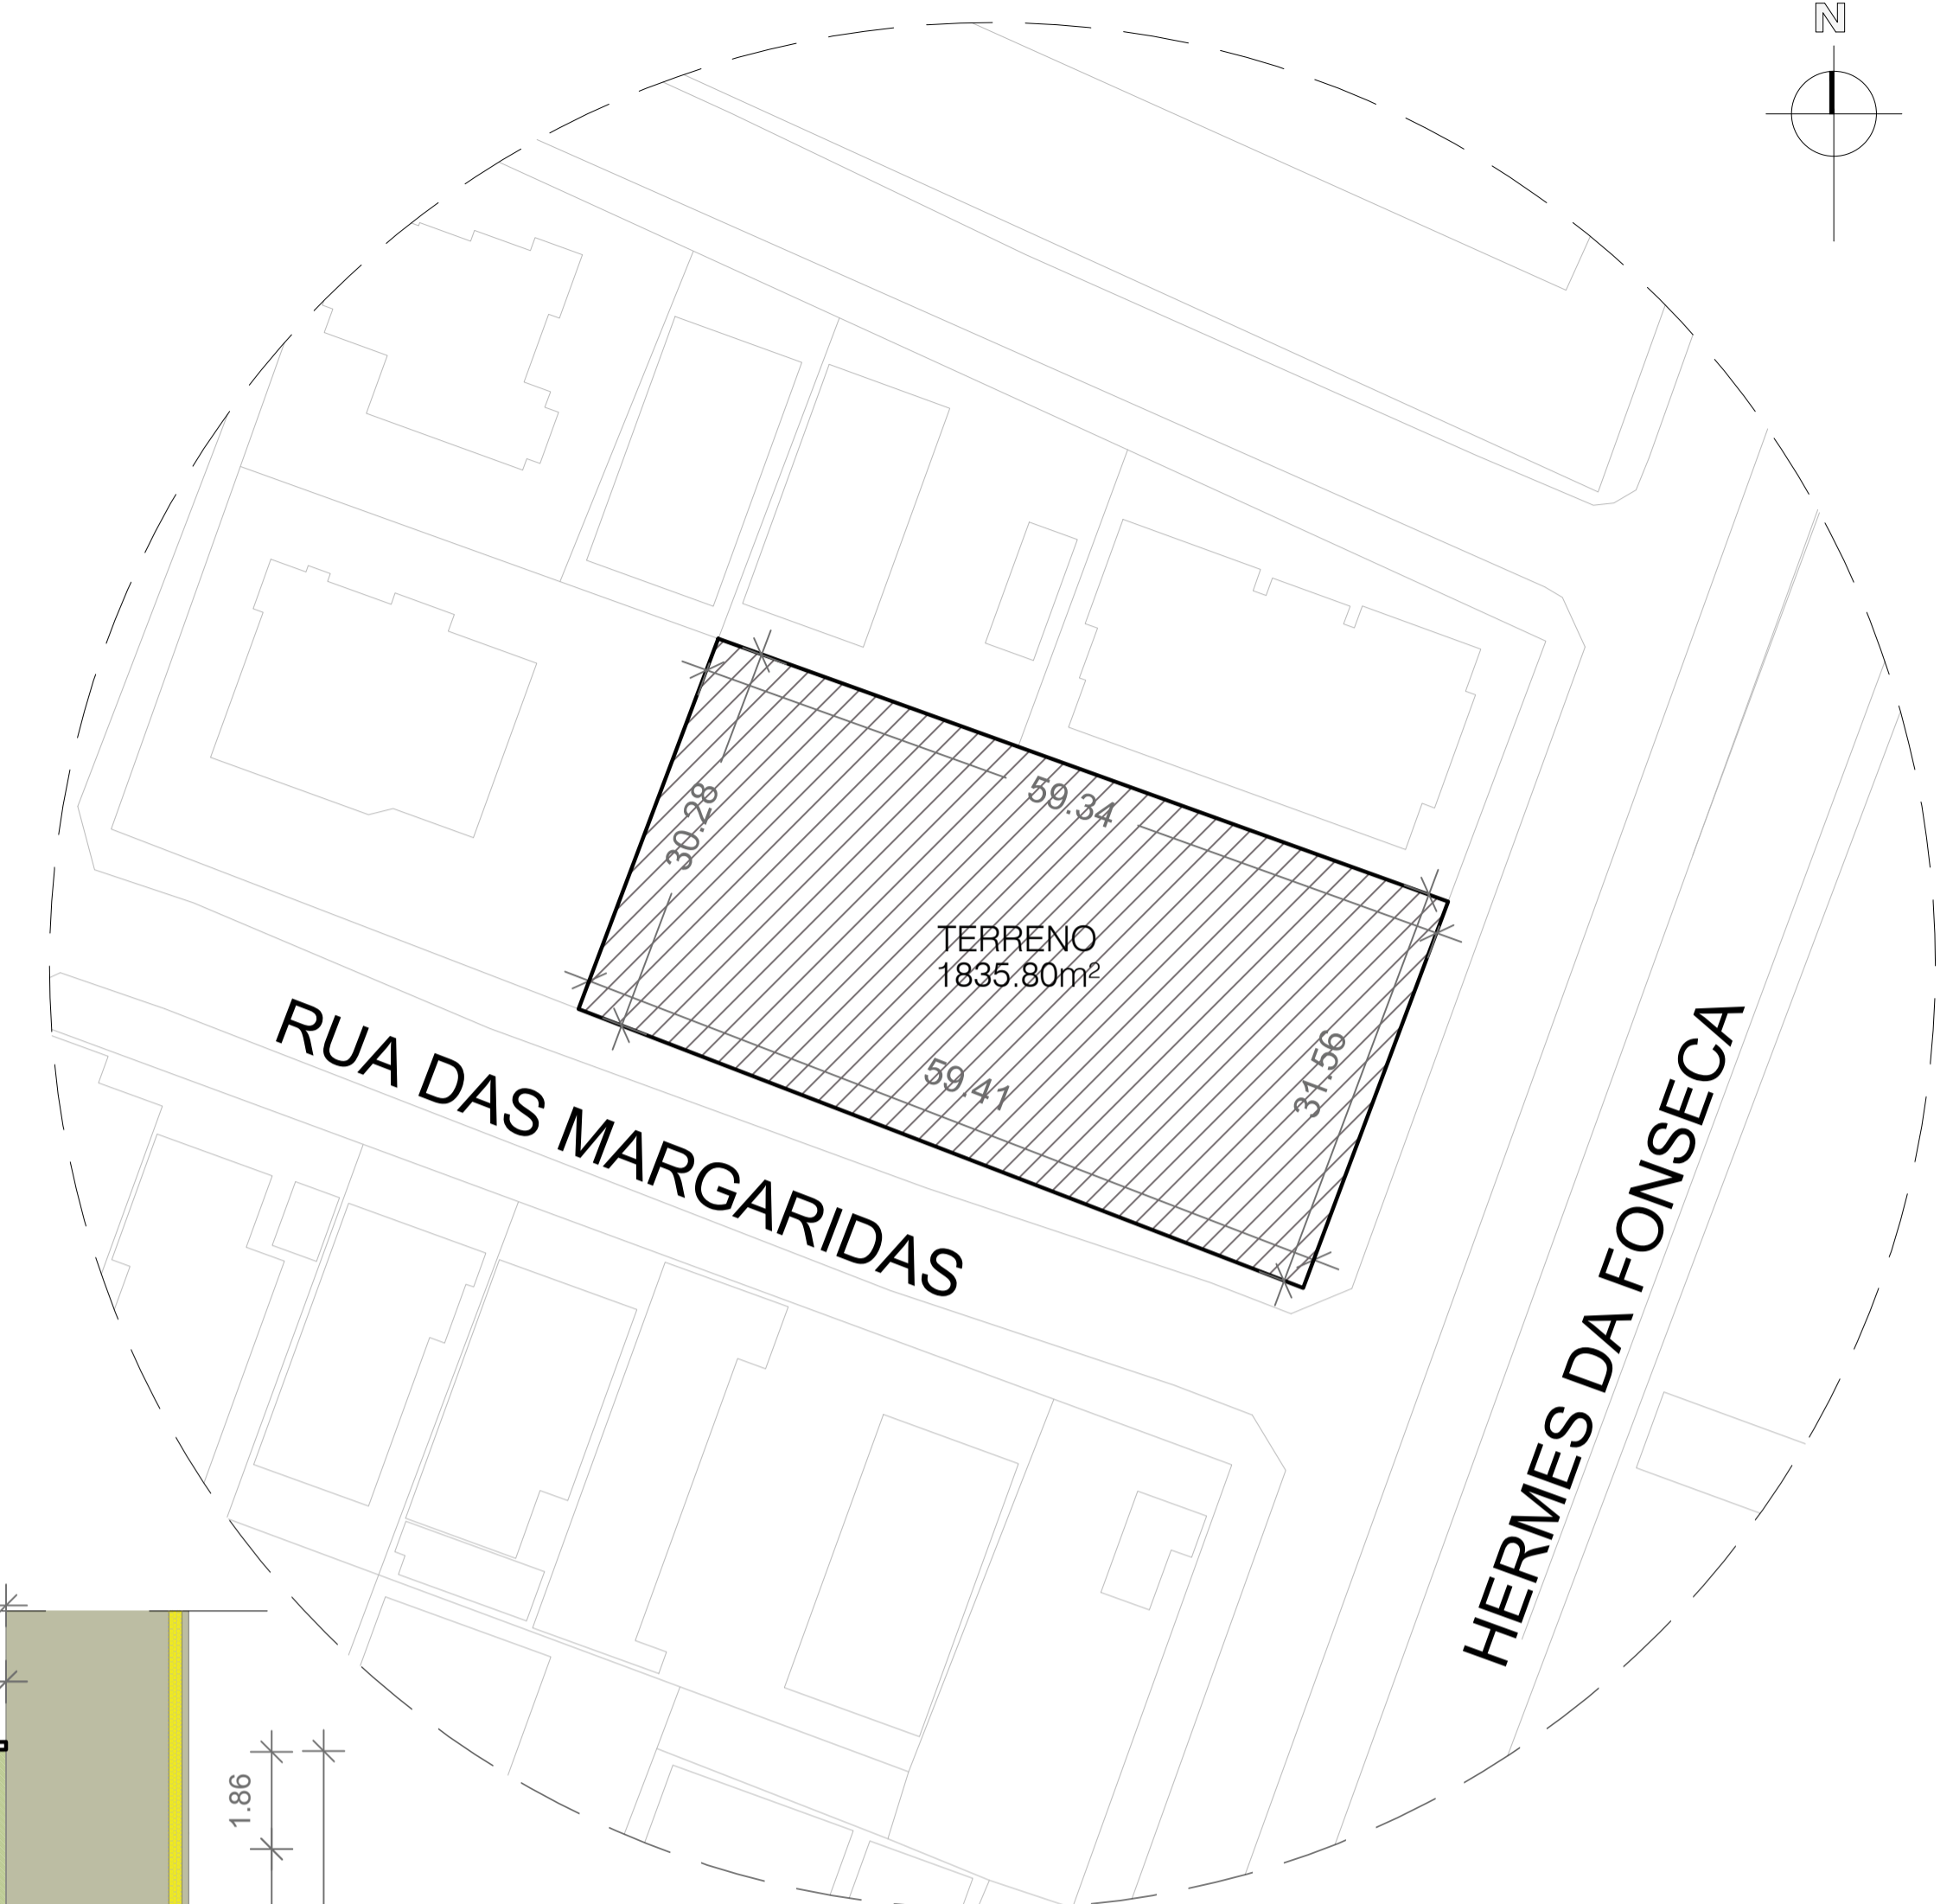 N
59.34
30.28
TERRENO
1835.80m²
59.41
31.56
RUA DAS MARGARIDAS
HERMES DA FONSECA
1.86